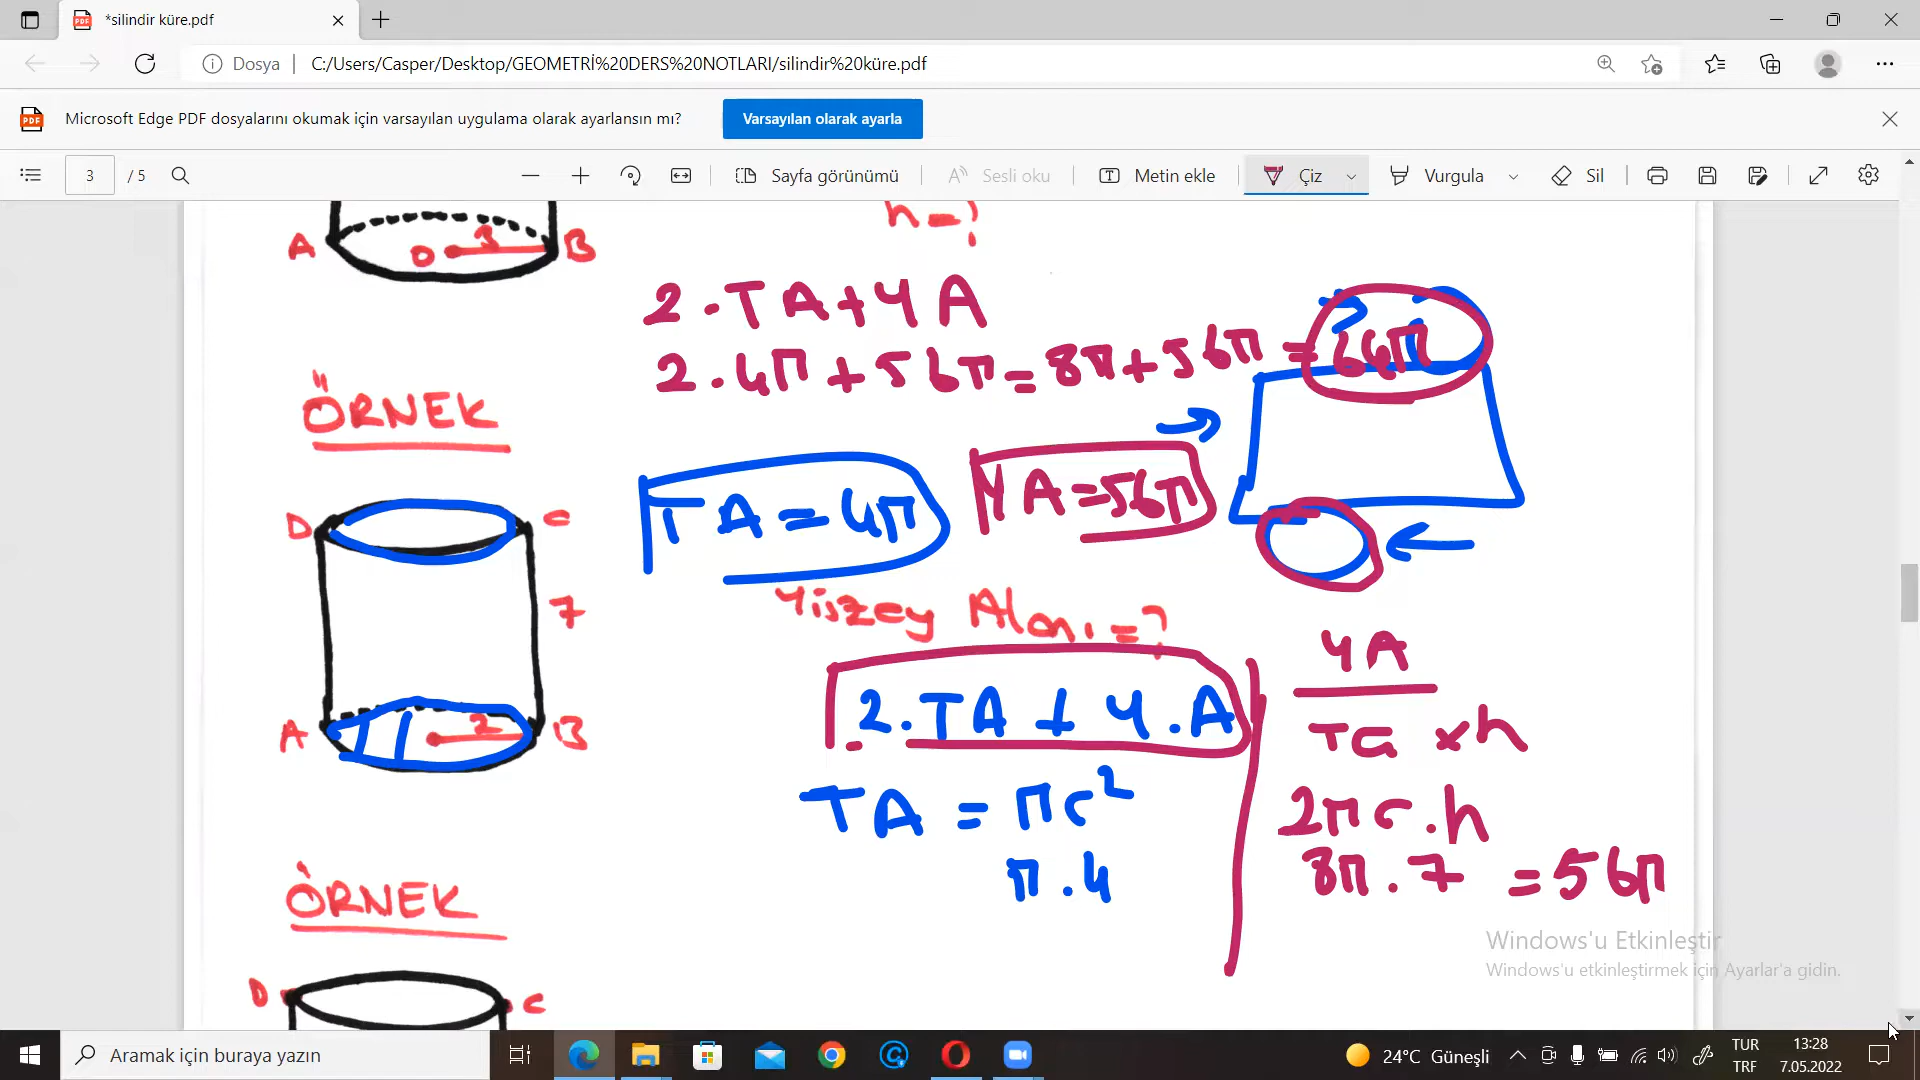 *silindir küre.pdf
Dosya
C:/Users/Casper/Desktop/GEOMETRİ%20DERS%20NOTLARI/silindir%20küre.pdf
PDF
Microsoft Edge PDF dosyalarını okumak için varsayılan uygulama olarak ayarlansın mı?
Varsayılan olarak ayarla
3 / 5
Sayfa görünümü
Sesli oku
Metin ekle
Çiz
Vurgula
Sil
h = ?
A O 3 B
2.TA+YA
2.4π+56π=8π+56π=64π
ÖRNEK
TA=4π
YA=56π
D C
7
A 2 B
Yüzey Alanı=?
2.TA + Y.A
TA = πr²
π.4
YA
Ta x h
2πr.h
8π.7 =56π
ÖRNEK
D C
Windows'u Etkinleştir
Windows'u etkinleştirmek için Ayarlar'a gidin.
Aramak için buraya yazın
24°C Güneşli
TUR
TRF
13:28
7.05.2022